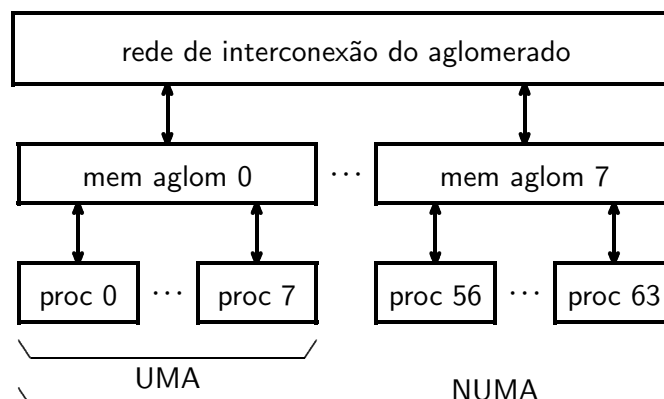 rede de interconexão do aglomerado
mem aglom 0 ... mem aglom 7
proc 0 ... proc 7 proc 56 ... proc 63
UMA
NUMA